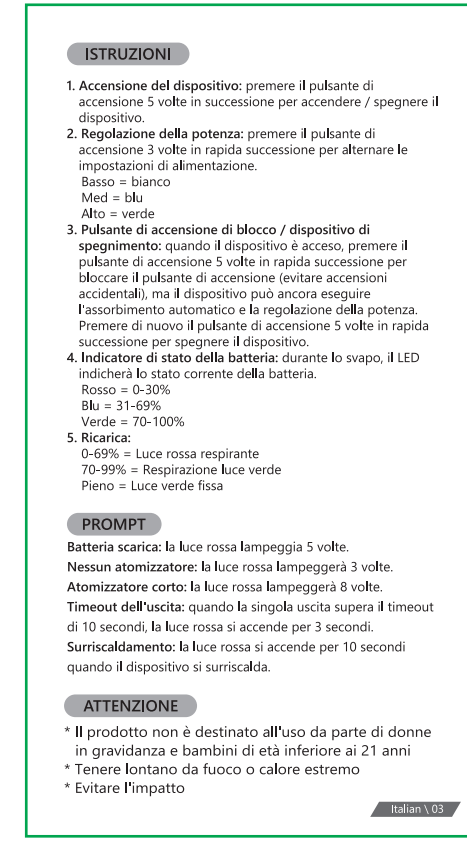 ISTRUZIONI
1. Accensione del dispositivo: premere il pulsante di
accensione 5 volte in successione per accendere / spegnere il
dispositivo.
2. Regolazione della potenza: premere il pulsante di
accensione 3 volte in rapida successione per alternare le
impostazioni di alimentazione.
Basso = bianco
Med = blu
Alto = verde
3. Pulsante di accensione di blocco / dispositivo di
spegnimento: quando il dispositivo è acceso, premere il
pulsante di accensione 5 volte in rapida successione per
bloccare il pulsante di accensione (evitare accensioni
accidentali), ma il dispositivo può ancora eseguire
l'assorbimento automatico e la regolazione della potenza.
Premere di nuovo il pulsante di accensione 5 volte in rapida
successione per spegnere il dispositivo.
4. Indicatore di stato della batteria: durante lo svapo, il LED
indicherà lo stato corrente della batteria.
Rosso = 0-30%
Blu = 31-69%
Verde = 70-100%
5. Ricarica:
0-69% = Luce rossa respirante
70-99% = Respirazione luce verde
Pieno = Luce verde fissa
PROMPT
Batteria scarica: la luce rossa lampeggia 5 volte.
Nessun atomizzatore: la luce rossa lampeggerà 3 volte.
Atomizzatore corto: la luce rossa lampeggerà 8 volte.
Timeout dell'uscita: quando la singola uscita supera il timeout
di 10 secondi, la luce rossa si accende per 3 secondi.
Surriscaldamento: la luce rossa si accende per 10 secondi
quando il dispositivo si surriscalda.
ATTENZIONE
* Il prodotto non è destinato all'uso da parte di donne
in gravidanza e bambini di età inferiore ai 21 anni
* Tenere lontano da fuoco o calore estremo
* Evitare l'impatto
Italian \ 03